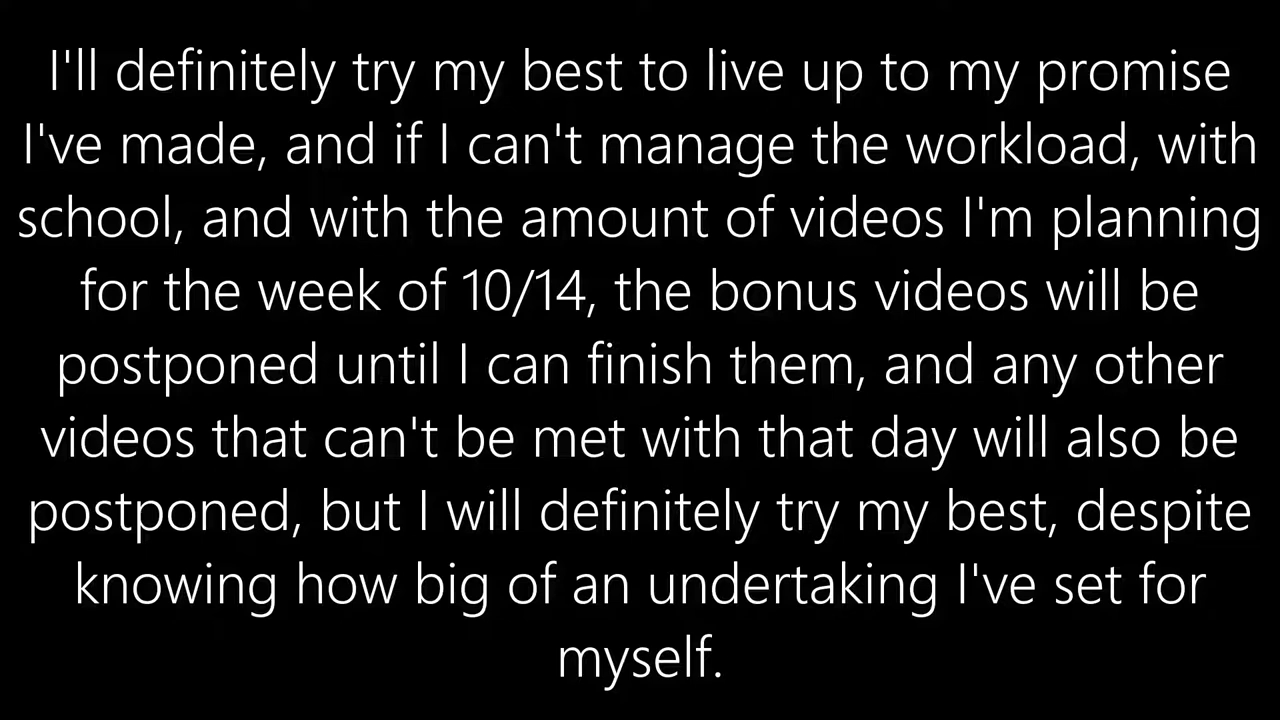 I'll definitely try my best to live up to my promise
I've made, and if I can't manage the workload, with
school, and with the amount of videos I'm planning
for the week of 10/14, the bonus videos will be
postponed until I can finish them, and any other
videos that can't be met with that day will also be
postponed, but I will definitely try my best, despite
knowing how big of an undertaking I've set for
myself.